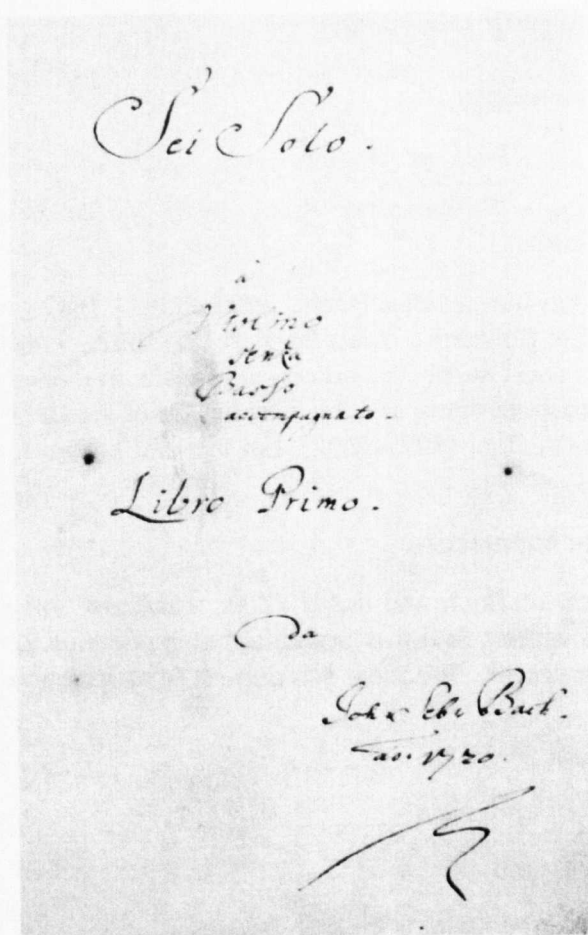 Sei Solo.
à
Violino
senza
Basso
accompagnato.
Libro Primo.
Da
Joh. Seb. Bach.
ao. 1720.